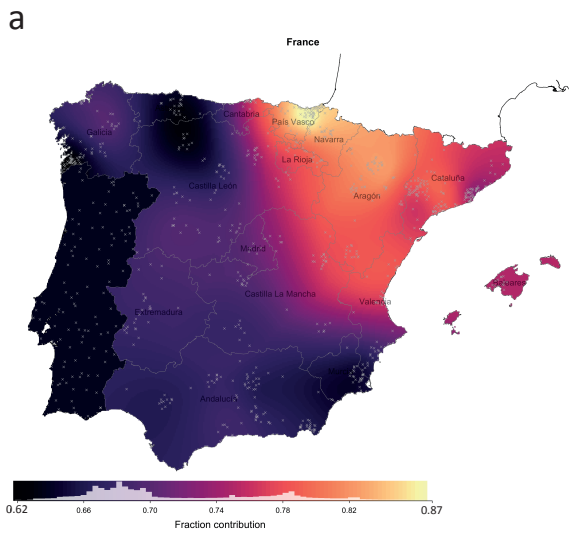 a
France
Cantabria
País Vasco
Navarra
Galicia
La Rioja
Castilla León
Cataluña
Aragón
Madrid
Castilla La Mancha
Baleares
Valencia
Extremadura
Andalucía
0.62
0.66
0.70
0.74
0.78
0.82
0.87
Fraction contribution